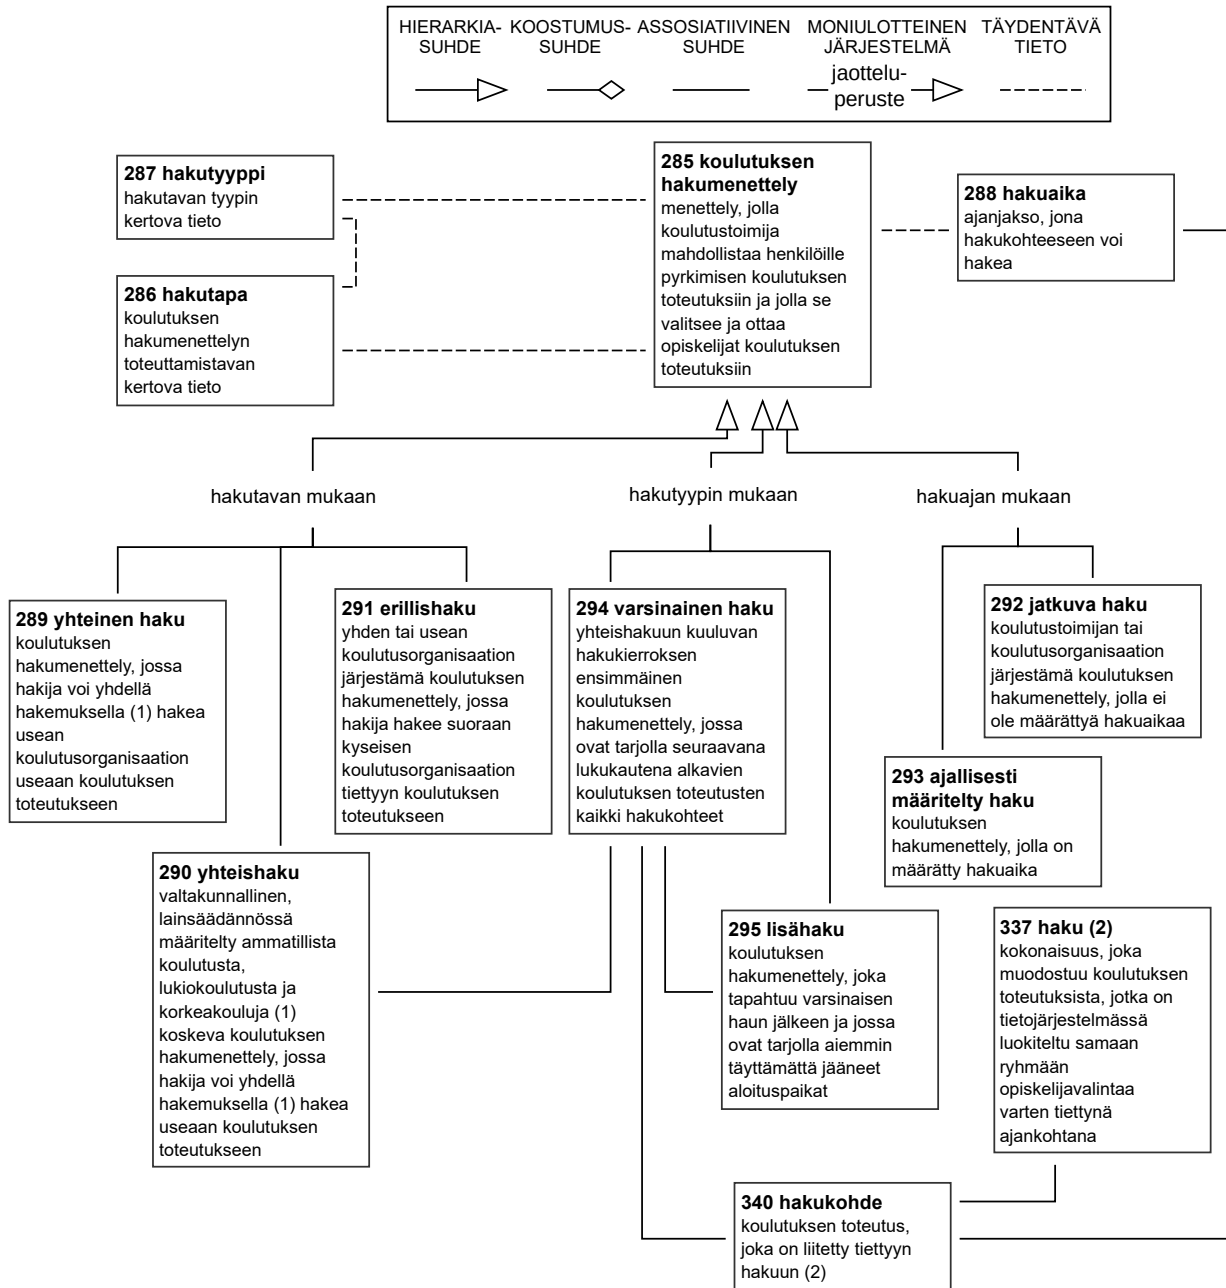 HIERARKIA-
SUHDE
KOOSTUMUS-
SUHDE
ASSOSIATIIVINEN
SUHDE
MONIULOTTEINEN
JÄRJESTELMÄ
TÄYDENTÄVÄ
TIETO
jaottelu-
peruste
287 hakutyyppi
hakutavan tyypin
kertova tieto
286 hakutapa
koulutuksen
hakumenettelyn
toteuttamistavan
kertova tieto
285 koulutuksen
hakumenettely
menettely, jolla
koulutustoimija
mahdollistaa henkilöille
pyrkimisen koulutuksen
toteutuksiin ja jolla se
valitsee ja ottaa
opiskelijat koulutuksen
toteutuksiin
288 hakuaika
ajanjakso, jona
hakukohteeseen voi
hakea
hakutavan mukaan
hakutyypin mukaan
hakuajan mukaan
289 yhteinen haku
koulutuksen
hakumenettely, jossa
hakija voi yhdellä
hakemuksella (1) hakea
usean
koulutusorganisaation
useaan koulutuksen
toteutukseen
291 erillishaku
yhden tai usean
koulutusorganisaation
järjestämä koulutuksen
hakumenettely, jossa
hakija hakee suoraan
kyseisen
koulutusorganisaation
tiettyyn koulutuksen
toteutukseen
294 varsinainen haku
yhteishakuun kuuluvan
hakukierroksen
ensimmäinen
koulutuksen
hakumenettely, jossa
ovat tarjolla seuraavana
lukukautena alkavien
koulutuksen toteutusten
kaikki hakukohteet
292 jatkuva haku
koulutustoimijan tai
koulutusorganisaation
järjestämä koulutuksen
hakumenettely, jolla ei
ole määrättyä hakuaikaa
293 ajallisesti
määritelty haku
koulutuksen
hakumenettely, jolla on
määrätty hakuaika
290 yhteishaku
valtakunnallinen,
lainsäädännössä
määritelty ammatillista
koulutusta,
lukiokoulutusta ja
korkeakouluja (1)
koskeva koulutuksen
hakumenettely, jossa
hakija voi yhdellä
hakemuksella (1) hakea
useaan koulutuksen
toteutukseen
295 lisähaku
koulutuksen
hakumenettely, joka
tapahtuu varsinaisen
haun jälkeen ja jossa
ovat tarjolla aiemmin
täyttämättä jääneet
aloituspaikat
337 haku (2)
kokonaisuus, joka
muodostuu koulutuksen
toteutuksista, jotka on
tietojärjestelmässä
luokiteltu samaan
ryhmään
opiskelijavalintaa
varten tiettynä
ajankohtana
340 hakukohde
koulutuksen toteutus,
joka on liitetty tiettyyn
hakuun (2)